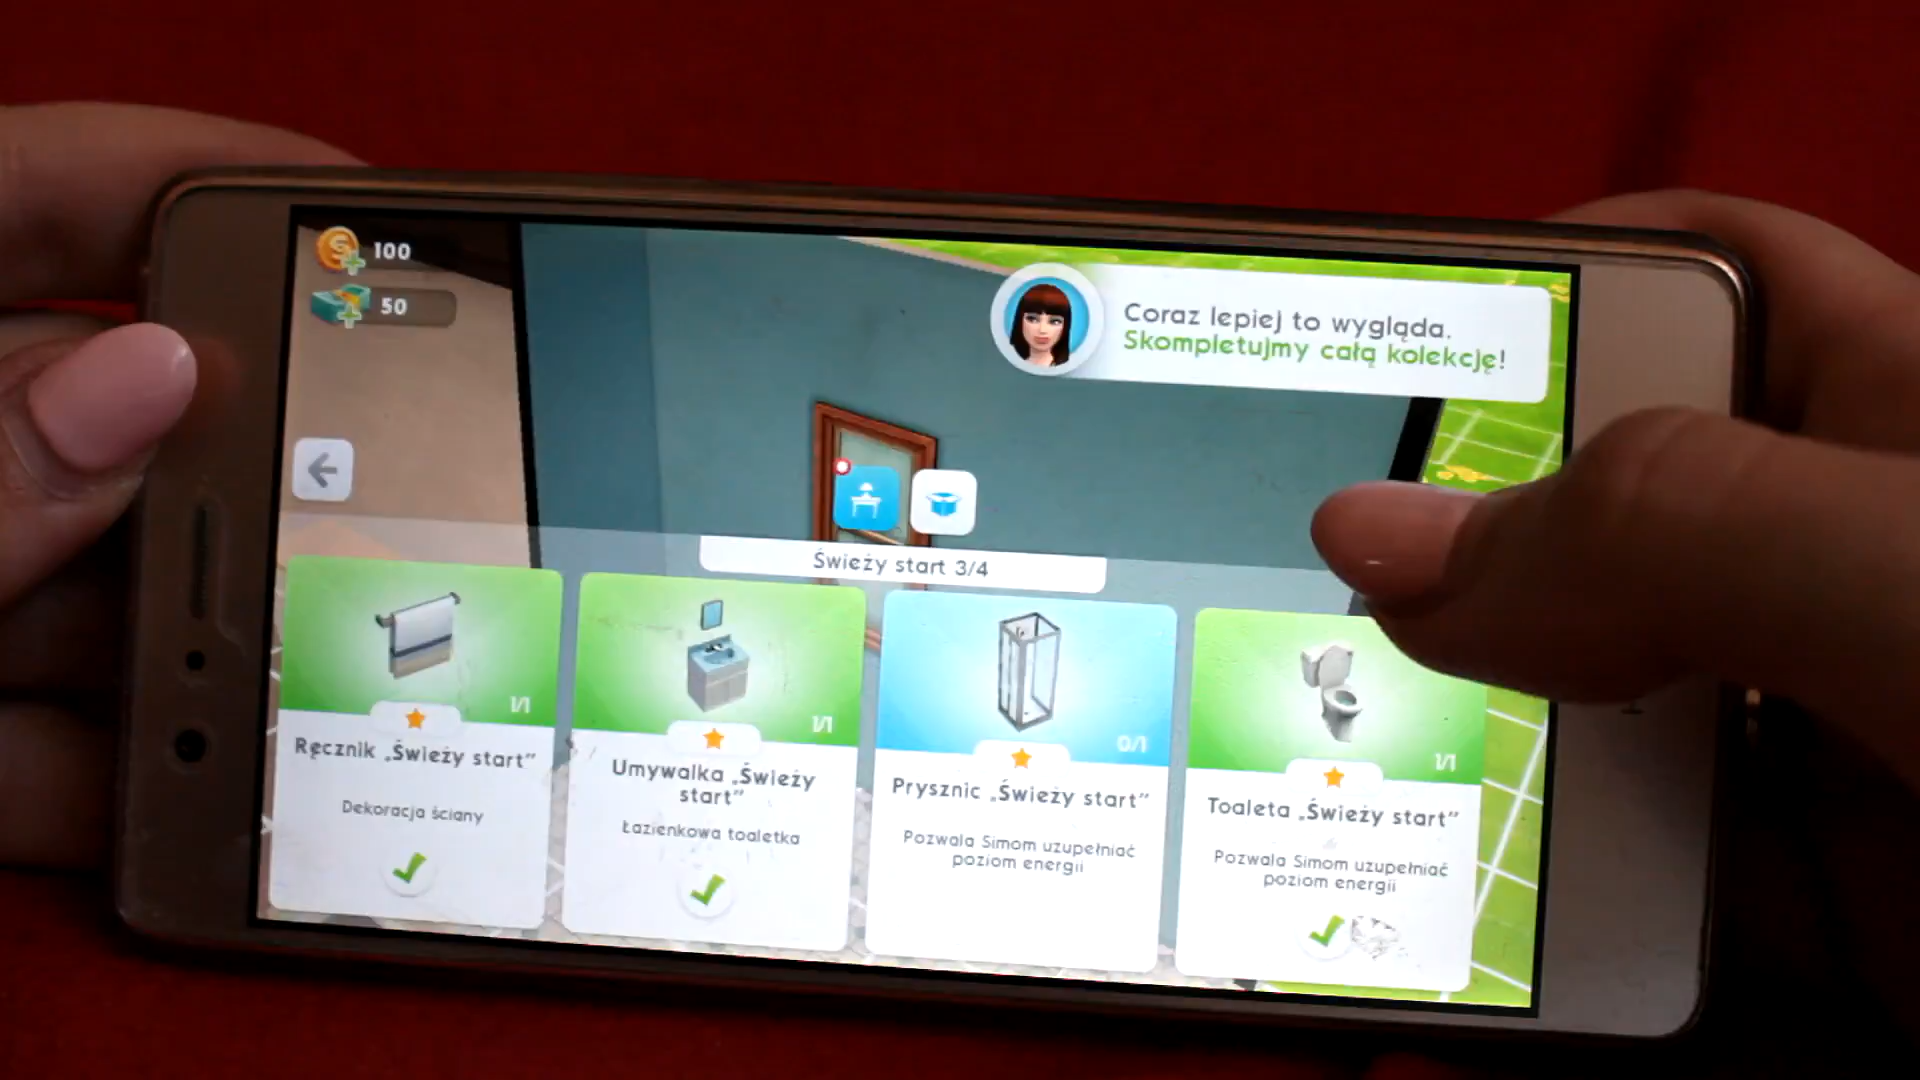 100
50
Coraz lepiej to wygląda.
Skompletujmy całą kolekcję!
Świeży start 3/4
1/1
Ręcznik „Świeży start”
Dekoracja ściany
1/1
Umywalka „Świeży
start”
Łazienkowa toaletka
0/1
Prysznic „Świeży start”
Pozwala Simom uzupełniać
poziom energii
1/1
Toaleta „Świeży start”
Pozwala Simom uzupełniać
poziom energii